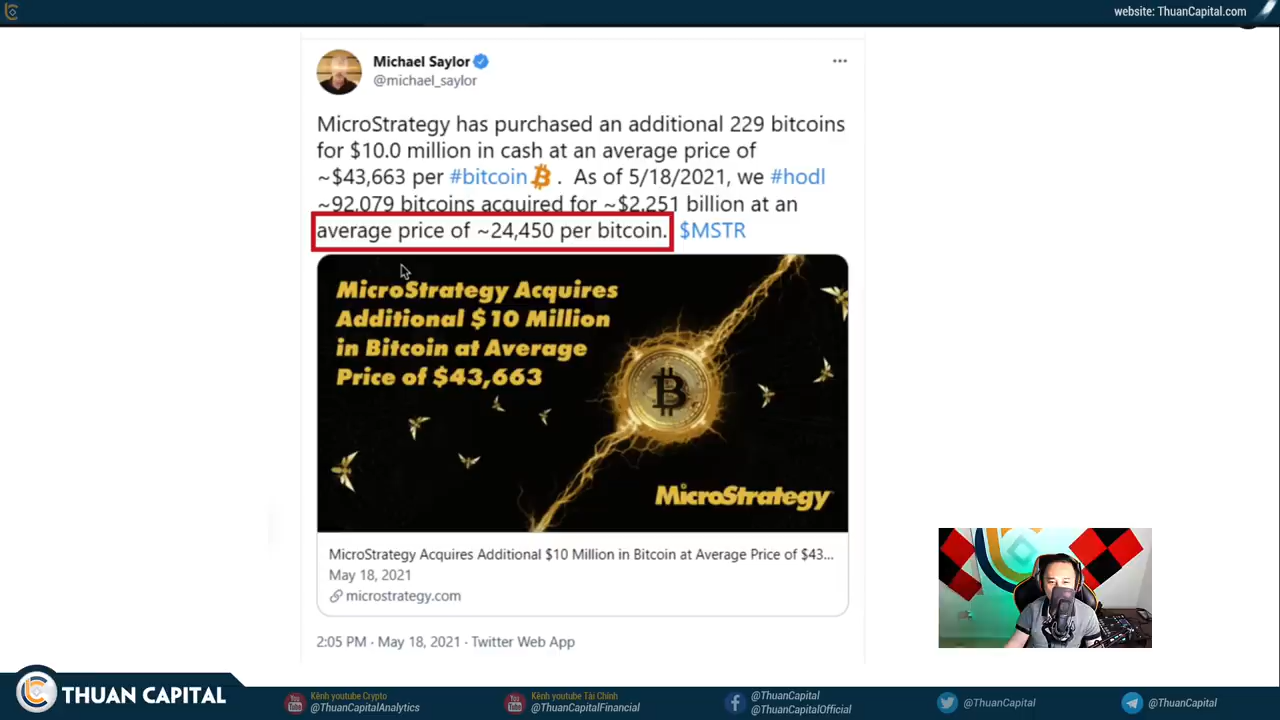 website: ThuanCapital.com
Michael Saylor
@michael_saylor
MicroStrategy has purchased an additional 229 bitcoins
for $10.0 million in cash at an average price of
~$43,663 per #bitcoin. As of 5/18/2021, we #hodl
~92,079 bitcoins acquired for ~$2.251 billion at an
average price of ~24,450 per bitcoin. $MSTR
MicroStrategy Acquires
Additional $10 Million
in Bitcoin at Average
Price of $43,663
MicroStrategy
MicroStrategy Acquires Additional $10 Million in Bitcoin at Average Price of $43...
May 18, 2021
microstrategy.com
2:05 PM · May 18, 2021 · Twitter Web App
THUAN CAPITAL
Kênh youtube Crypto
@ThuanCapitalAnalytics
Kênh youtube Tài Chính
@ThuanCapitalFinancial
@ThuanCapital
@ThuanCapitalOfficial
@ThuanCapital
@ThuanCapital